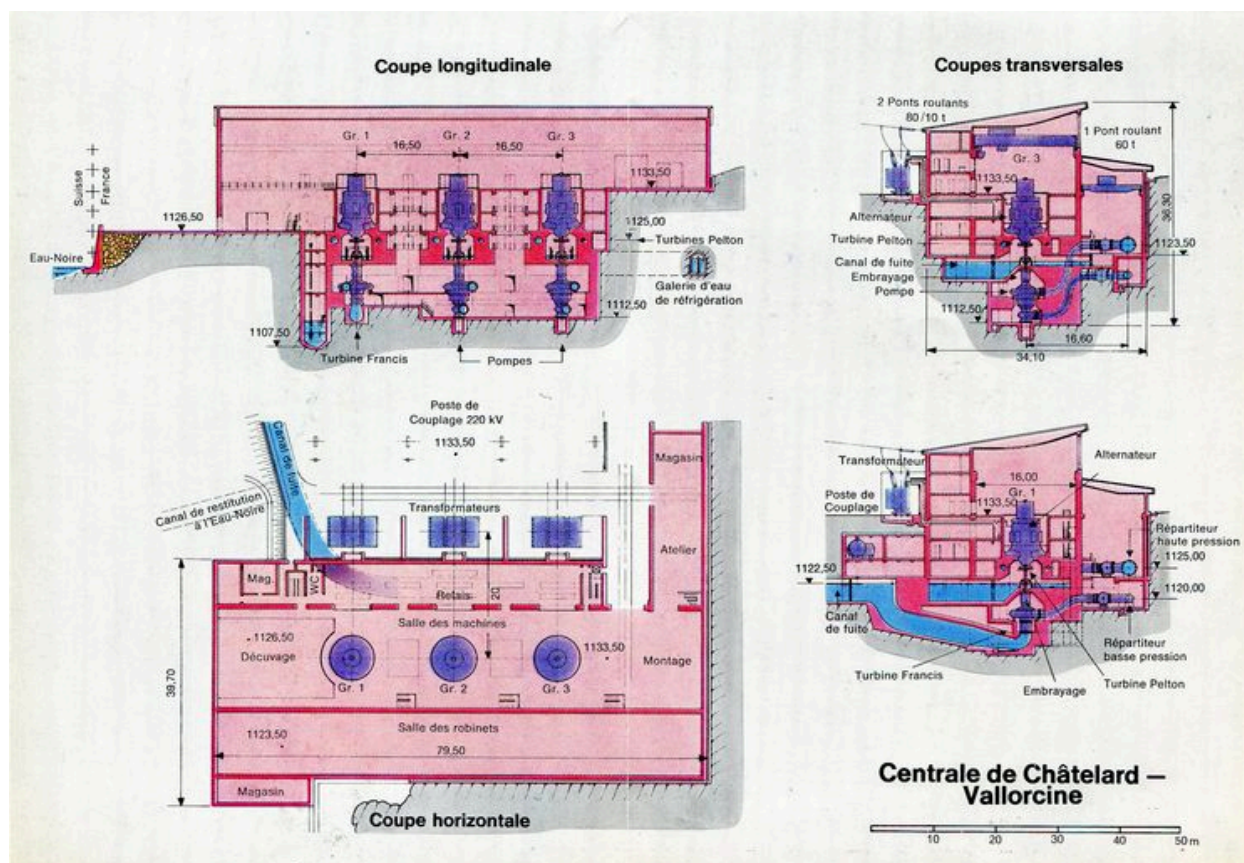 Coupe longitudinale
Gr. 1
Gr. 2
Gr. 3
16,50
16,50
Suisse
France
1133,50
1126,50
1125,00
Eau-Noire
Turbines Pelton
Galerie d'eau
de réfrigération
1112,50
1107,50
Turbine Francis
Pompes
Coupes transversales
2 Ponts roulants
80/10 t
1 Pont roulant
60 t
Gr. 3
1133,50
36,30
Alternateur
Turbine Pelton
1123,50
Canal de fuite
Embrayage
Pompe
1112,50
16,60
34,10
Poste de
Couplage 220 kV
1133,50
Canal de fuite
Magasin
Canal de restitution
à l'Eau-Noire
Transformateurs
Atelier
Mag.
WC
Relais
20
Salle des machines
1126,50
Décuvage
1133,50
Montage
39,70
Gr. 1
Gr. 2
Gr. 3
Salle des robinets
1123,50
79,50
Magasin
Coupe horizontale
Transformateur
Alternateur
16,00
Gr. 1
1133,50
Poste de
Couplage
Répartiteur
haute pression
1125,00
1122,50
1120,00
Canal
de fuite
Répartiteur
basse pression
Turbine Francis
Turbine Pelton
Embrayage
Centrale de Châtelard —
Vallorcine
10 20 30 40 50 m